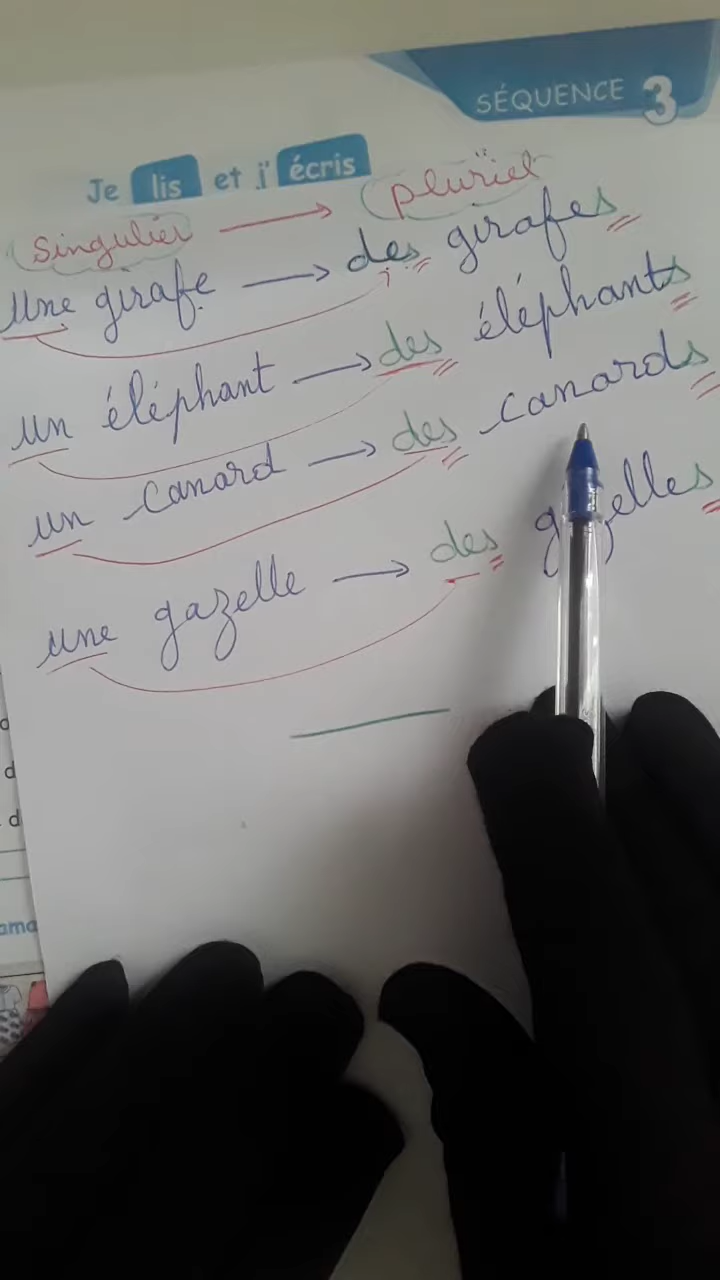 SÉQUENCE 3
Je lis et j'écris
singulier → pluriel
une girafe → des girafes
un éléphant → des éléphants
un canard → des canards
une gazelle → des gazelles
d
d
d
ama